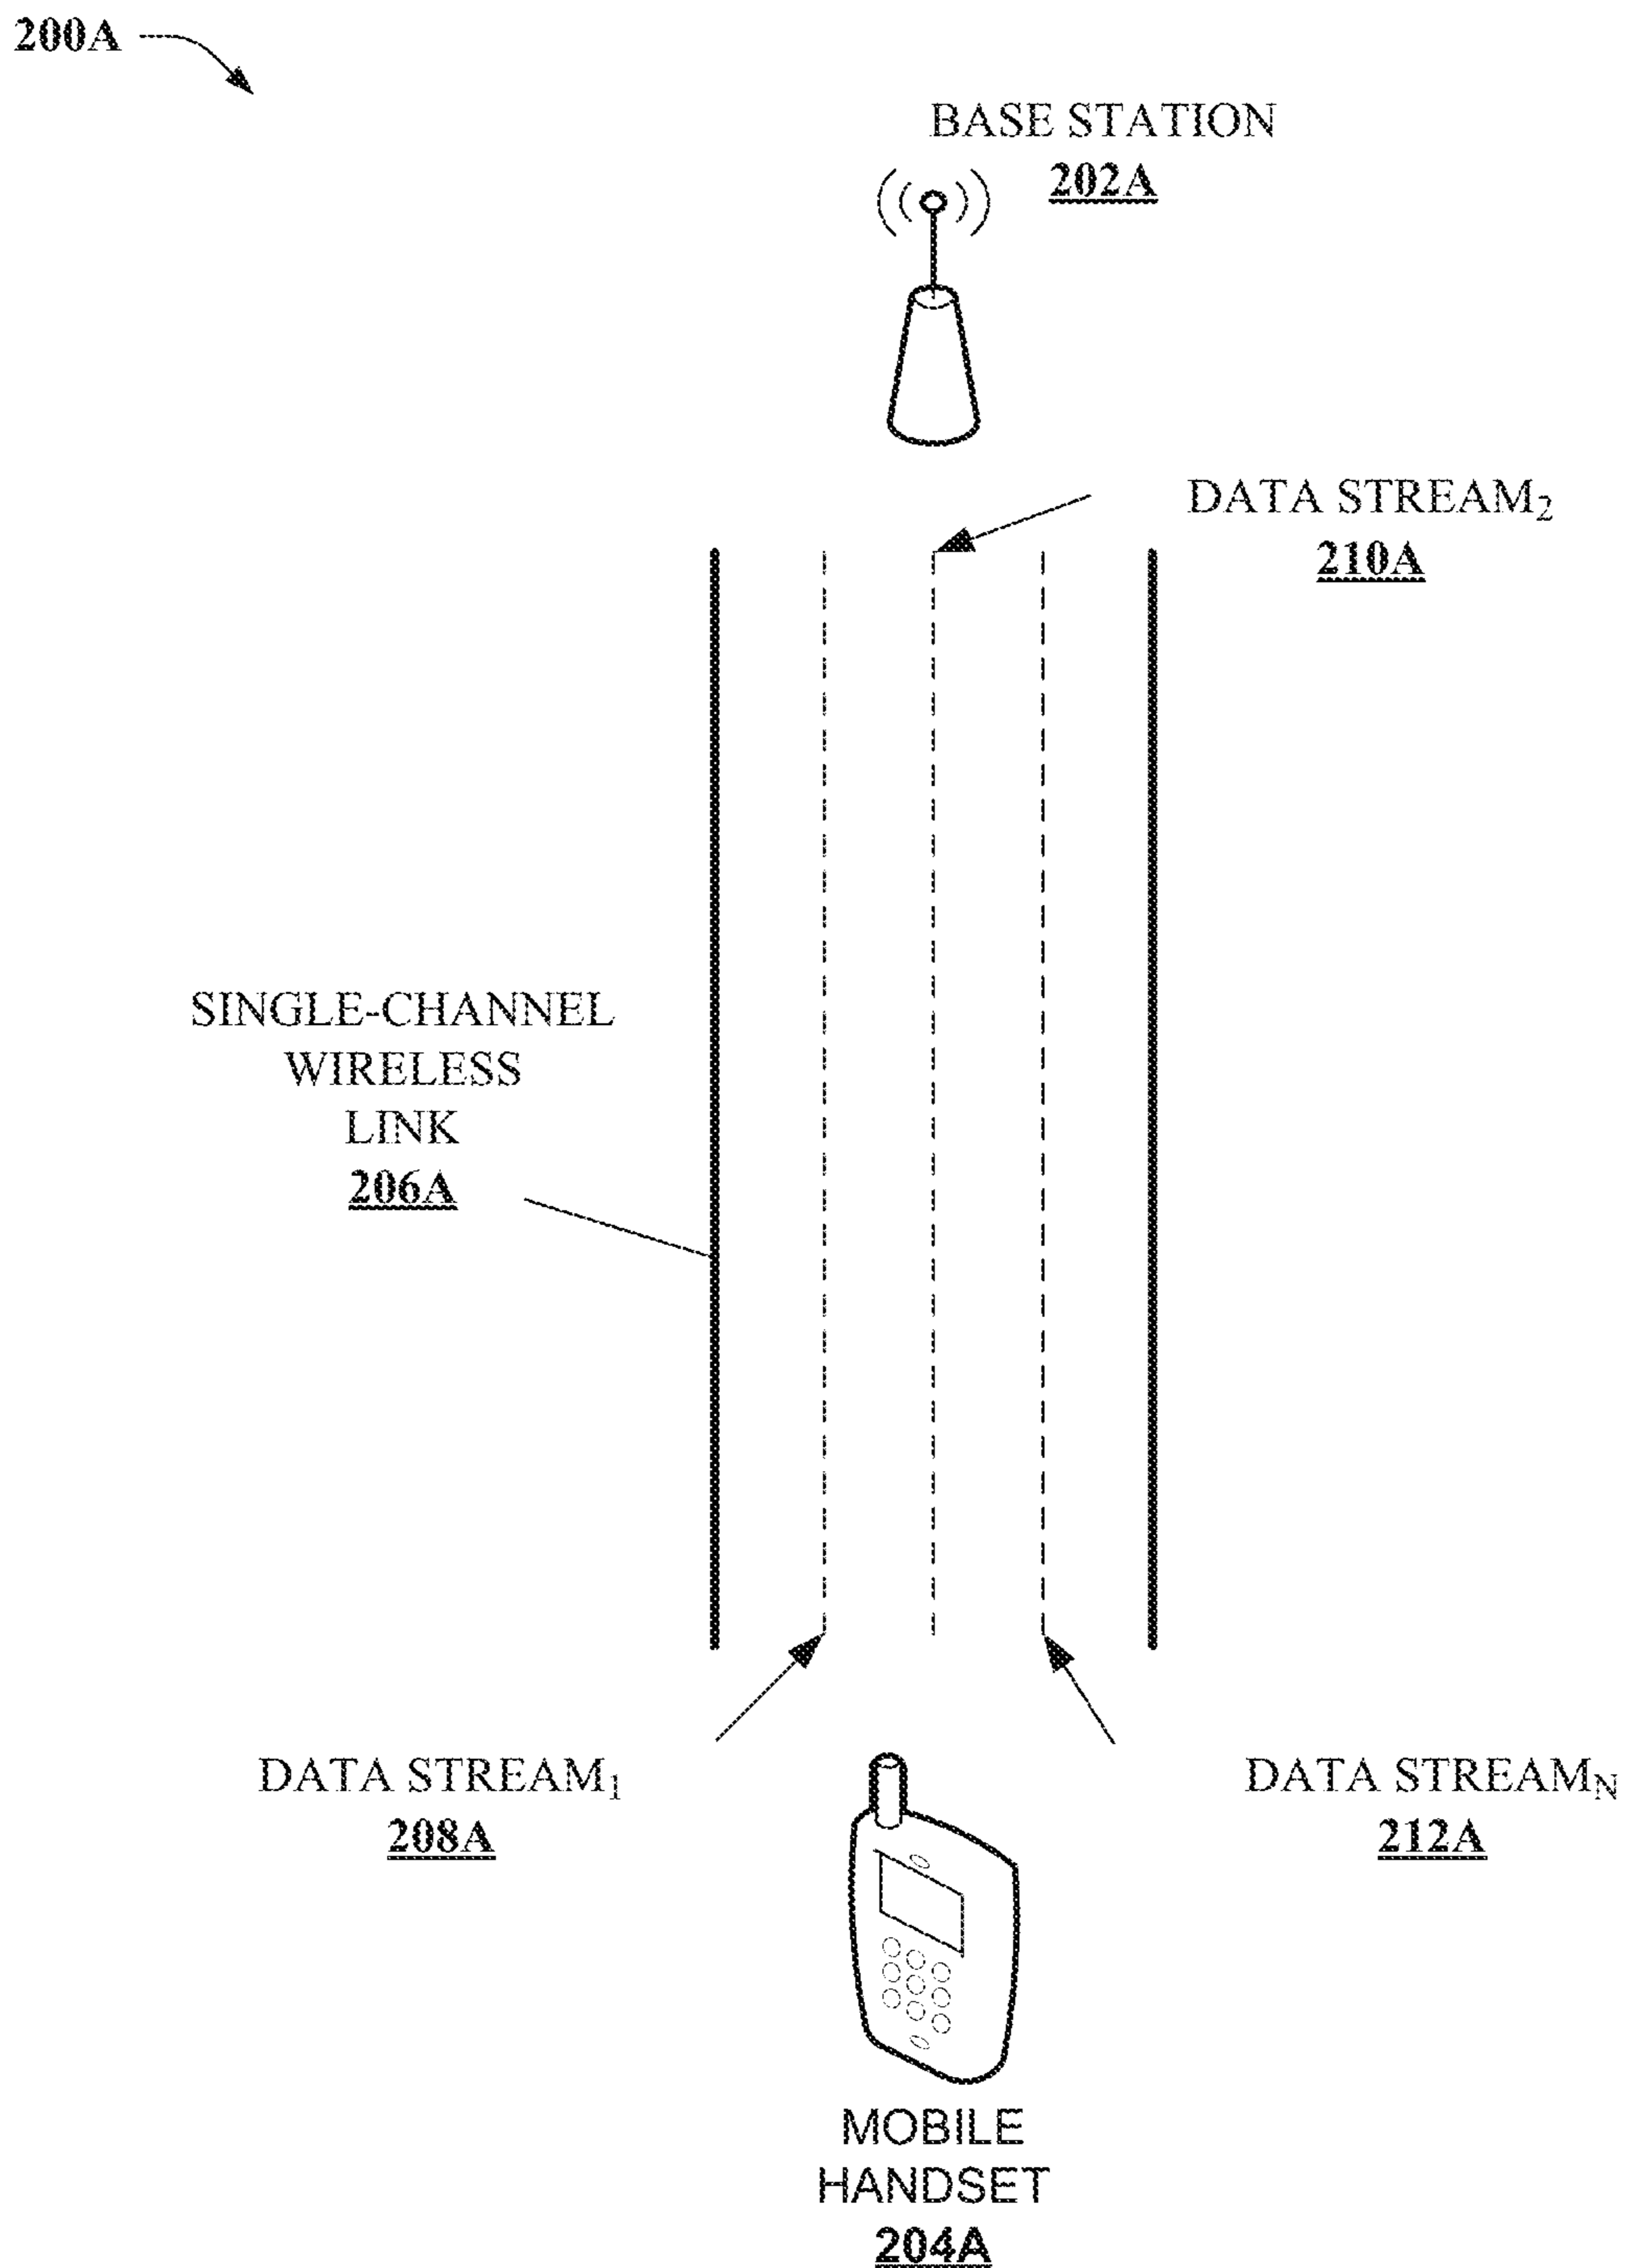 200A
BASE STATION
202A
DATA STREAM₂
210A
SINGLE-CHANNEL
WIRELESS
LINK
206A
DATA STREAM₁
208A
DATA STREAMN
212A
MOBILE
HANDSET
204A